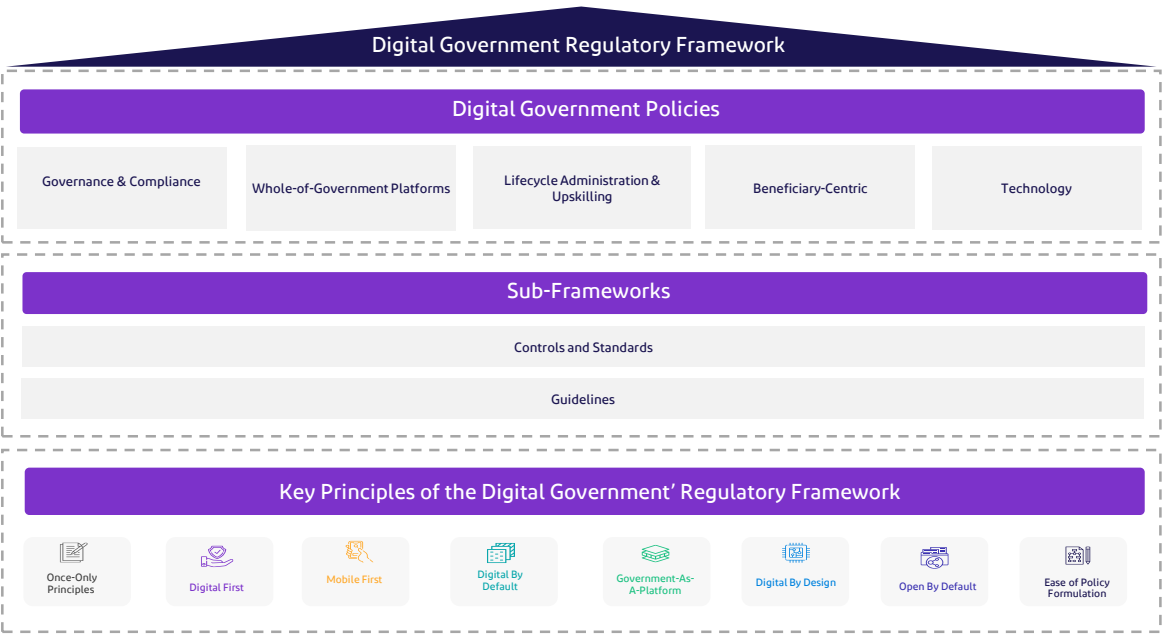 Digital Government Regulatory Framework
Digital Government Policies
Governance & Compliance
Whole-of-Government Platforms
Lifecycle Administration &
Upskilling
Beneficiary-Centric
Technology
Sub-Frameworks
Controls and Standards
Guidelines
Key Principles of the Digital Government’ Regulatory Framework
Once-Only
Principles
Digital First
Mobile First
Digital By
Default
Government-As-
A-Platform
Digital By Design
Open By Default
Ease of Policy
Formulation